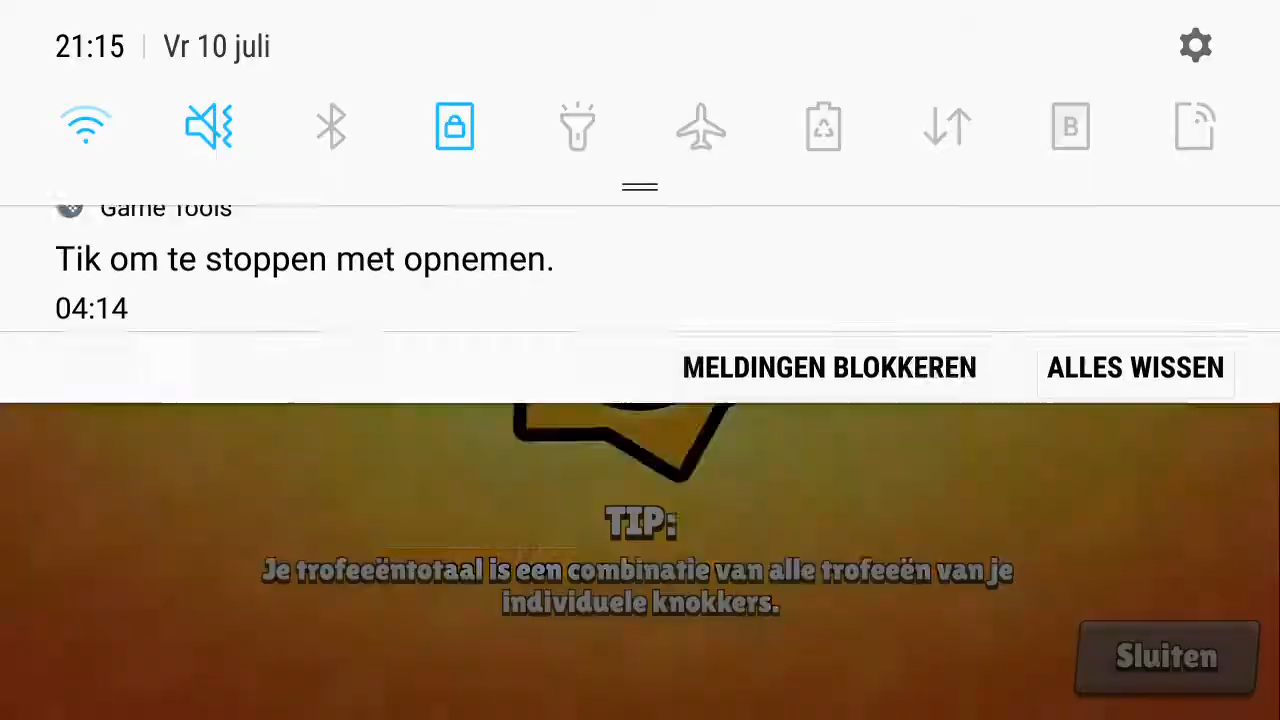 21:15 | Vr 10 juli
B
Game Tools
Tik om te stoppen met opnemen.
04:14
MELDINGEN BLOKKEREN ALLES WISSEN
TIP:
Je trofeeëntotaal is een combinatie van alle trofeeën van je
individuele knokkers.
Sluiten